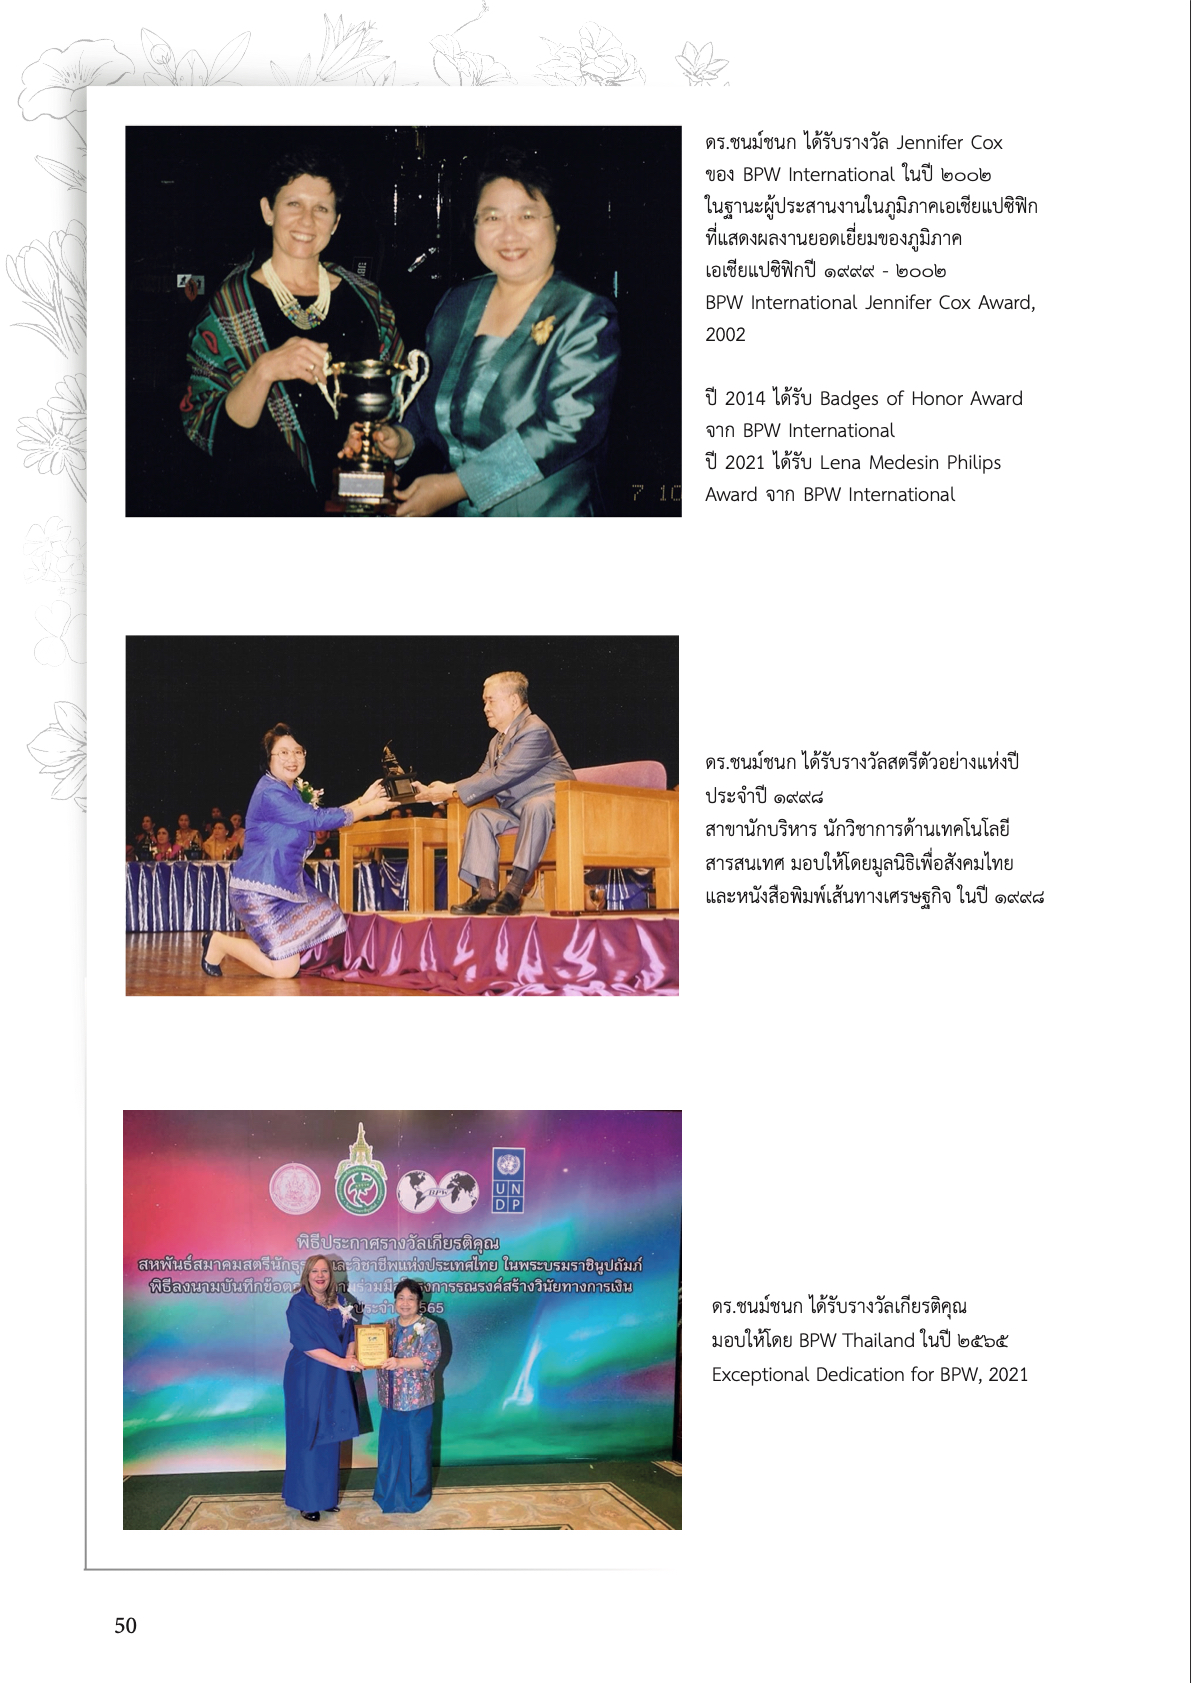 ดร.ชนม์ชนก ได้รับรางวัล Jennifer Cox
ของ BPW International ในปี ๒๐๐๒
ในฐานะผู้ประสานงานในภูมิภาคเอเชียแปซิฟิก
ที่แสดงผลงานยอดเยี่ยมของภูมิภาค
เอเชียแปซิฟิกปี ๑๙๙๙ - ๒๐๐๒
BPW International Jennifer Cox Award,
2002
ปี 2014 ได้รับ Badges of Honor Award
จาก BPW International
ปี 2021 ได้รับ Lena Medesin Philips
Award จาก BPW International
7 10
ดร.ชนม์ชนก ได้รับรางวัลสตรีตัวอย่างแห่งปี
ประจำปี ๑๙๙๘
สาขานักบริหาร นักวิชาการด้านเทคโนโลยี
สารสนเทศ มอบให้โดยมูลนิธิเพื่อสังคมไทย
และหนังสือพิมพ์เส้นทางเศรษฐกิจ ในปี ๑๙๙๘
BPW
UN
DP
พิธีประกาศรางวัลเกียรติคุณ
สหพันธ์สมาคมสตรีนักธุร และวิชาชีพแห่งประเทศไทย ในพระบรมราชินูปถัมภ์
พิธีลงนามบันทึกข้อต ามร่วมมือ งการรณรงค์สร้างวินัยทางการเงิน
ประจำ 565
ดร.ชนม์ชนก ได้รับรางวัลเกียรติคุณ
มอบให้โดย BPW Thailand ในปี ๒๕๖๕
Exceptional Dedication for BPW, 2021
50